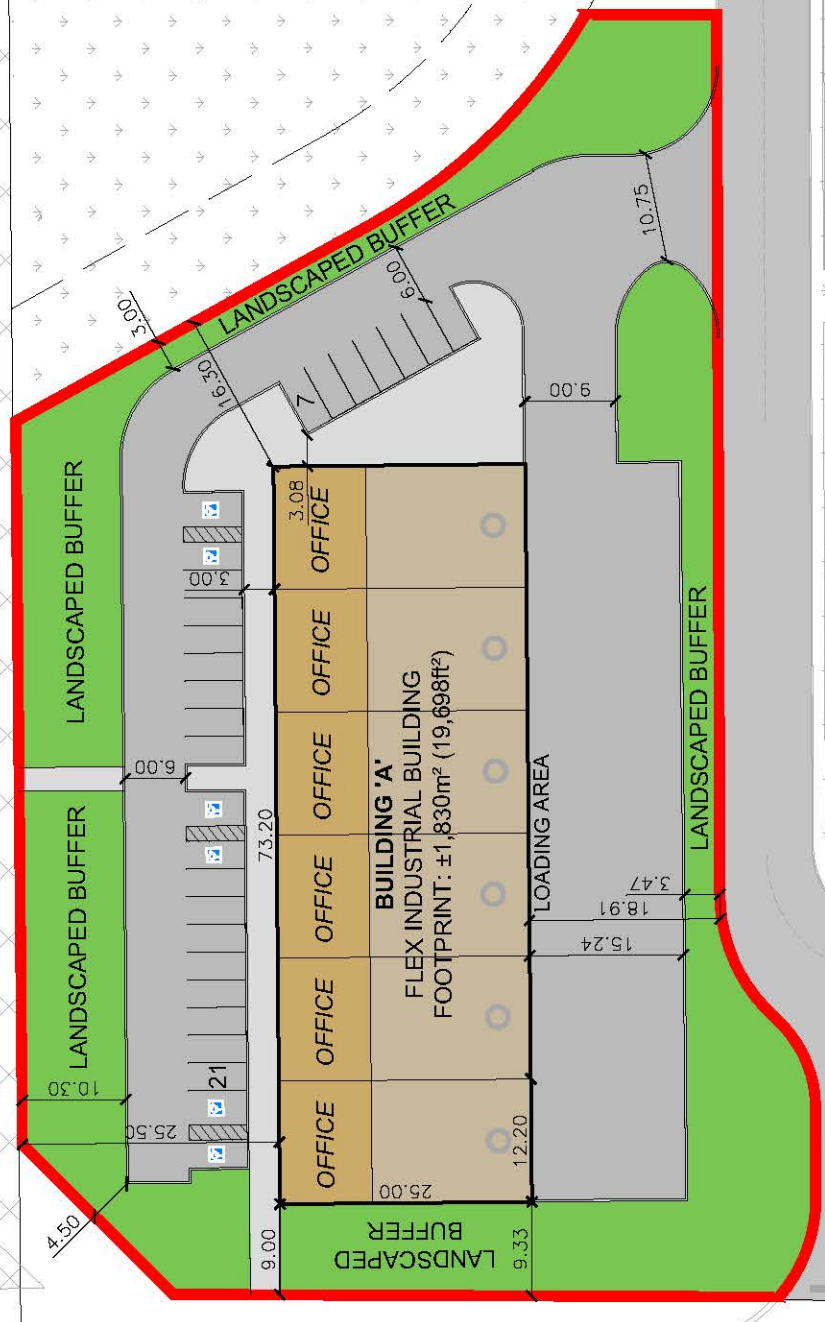 3.00
LANDSCAPED BUFFER
16.30
6.00
10.75
7
9.00
LANDSCAPED BUFFER
3.08
OFFICE
3.00
OFFICE
6.00
OFFICE
73.20
BUILDING 'A'
FLEX INDUSTRIAL BUILDING
FOOTPRINT: ±1,830m² (19,698ft²)
LOADING AREA
LANDSCAPED BUFFER
LANDSCAPED BUFFER
OFFICE
3.47
18.91
15.24
OFFICE
21
10.30
25.50
OFFICE
12.20
25.00
4.50
9.00
LANDSCAPED
BUFFER
9.33